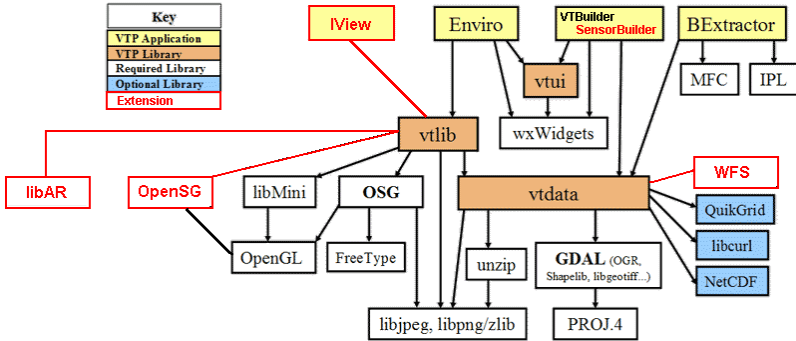 Key
VTP Application
VTP Library
Required Library
Optional Library
Extension
IView
Enviro
VTBuilder
SensorBuilder
BExtractor
vtui
MFC
IPL
vtlib
wxWidgets
libAR
OpenSG
libMini
OSG
vtdata
WFS
QuikGrid
OpenGL
FreeType
unzip
GDAL (OGR,
Shapelib, libgeotiff...)
libcurl
NetCDF
libjpeg, libpng/zlib
PROJ.4